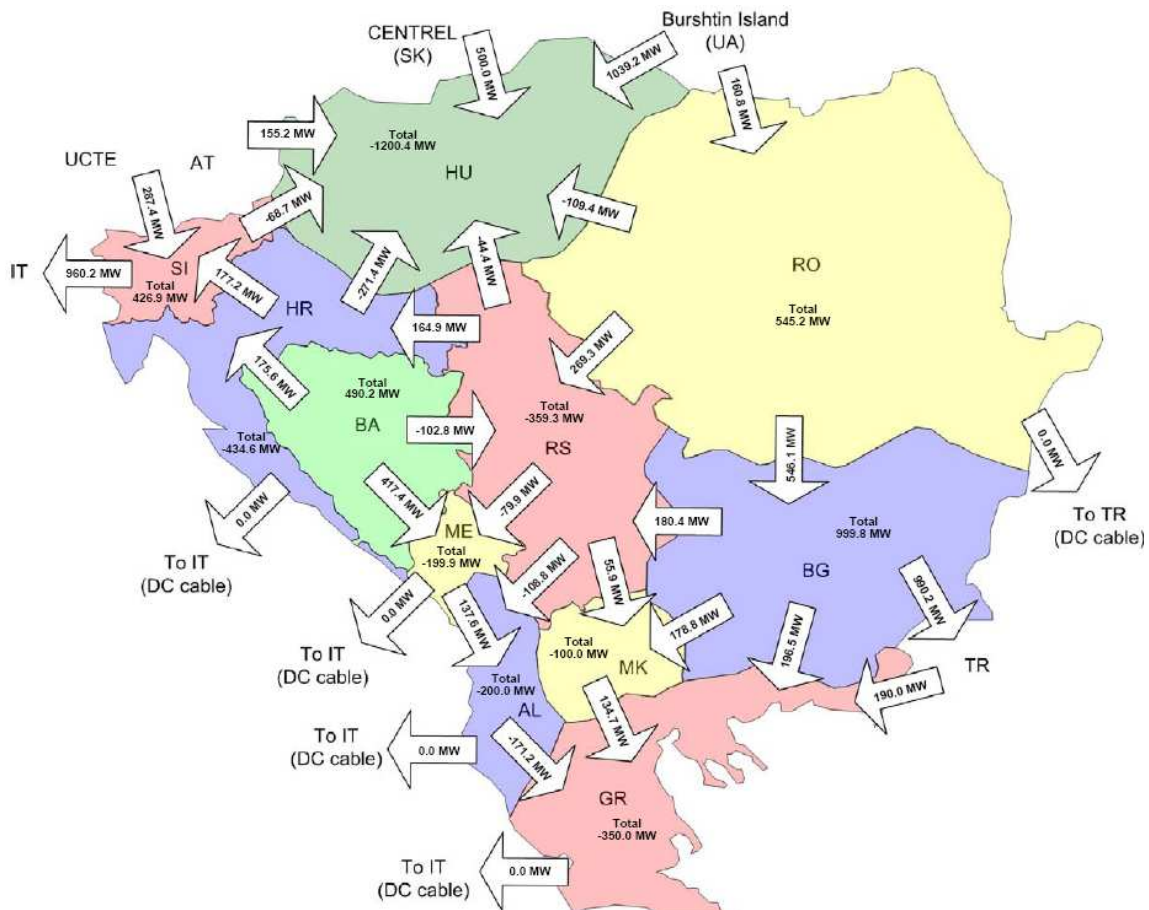 Burshtin Island
(UA)
CENTREL
(SK)
500.0 MW
1039.2 MW
160.8 MW
155.2 MW
Total
-1200.4 MW
HU
UCTE
AT
287.4 MW
-68.7 MW
-109.4 MW
IT
960.2 MW
SI
Total
426.9 MW
177.2 MW
HR
-271.4 MW
-44.4 MW
RO
Total
545.2 MW
164.9 MW
269.3 MW
175.6 MW
Total
490.2 MW
BA
Total
-434.6 MW
-102.8 MW
Total
-359.3 MW
RS
546.1 MW
0.0 MW
To TR
(DC cable)
417.4 MW
-79.9 MW
0.0 MW
To IT
(DC cable)
ME
Total
-199.9 MW
180.4 MW
Total
999.8 MW
BG
990.2 MW
0.0 MW
To IT
(DC cable)
137.6 MW
-108.8 MW
55.9 MW
178.8 MW
196.5 MW
TR
190.0 MW
Total
-100.0 MW
MK
Total
-200.0 MW
AL
134.7 MW
To IT
(DC cable)
0.0 MW
-171.2 MW
GR
Total
-350.0 MW
To IT
(DC cable)
0.0 MW